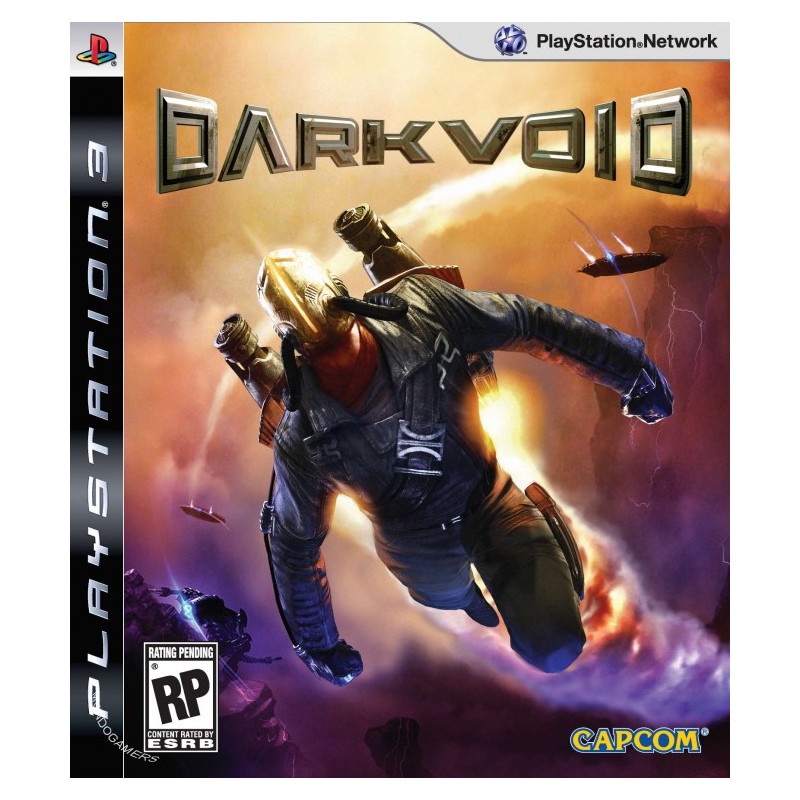 PlayStation®Network
PLAYSTATION® 3
DARKVOID
RATING PENDING
RP
®
CONTENT RATED BY
ESRB
CAPCOM®